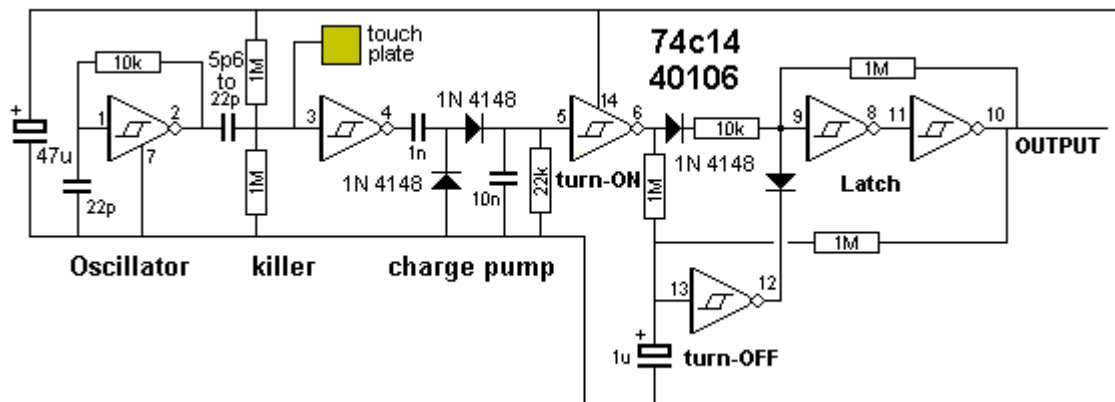 touch
plate
74c14
40106
10k
5p6
to
22p
1M
1M
1
2
7
3
4
1n
1N 4148
1N 4148
10n
22k
14
5
6
turn-ON
10k
1N 4148
1M
9
8
11
10
OUTPUT
Latch
1M
1M
+
47u
22p
Oscillator
killer
charge pump
13
12
+
1u
turn-OFF